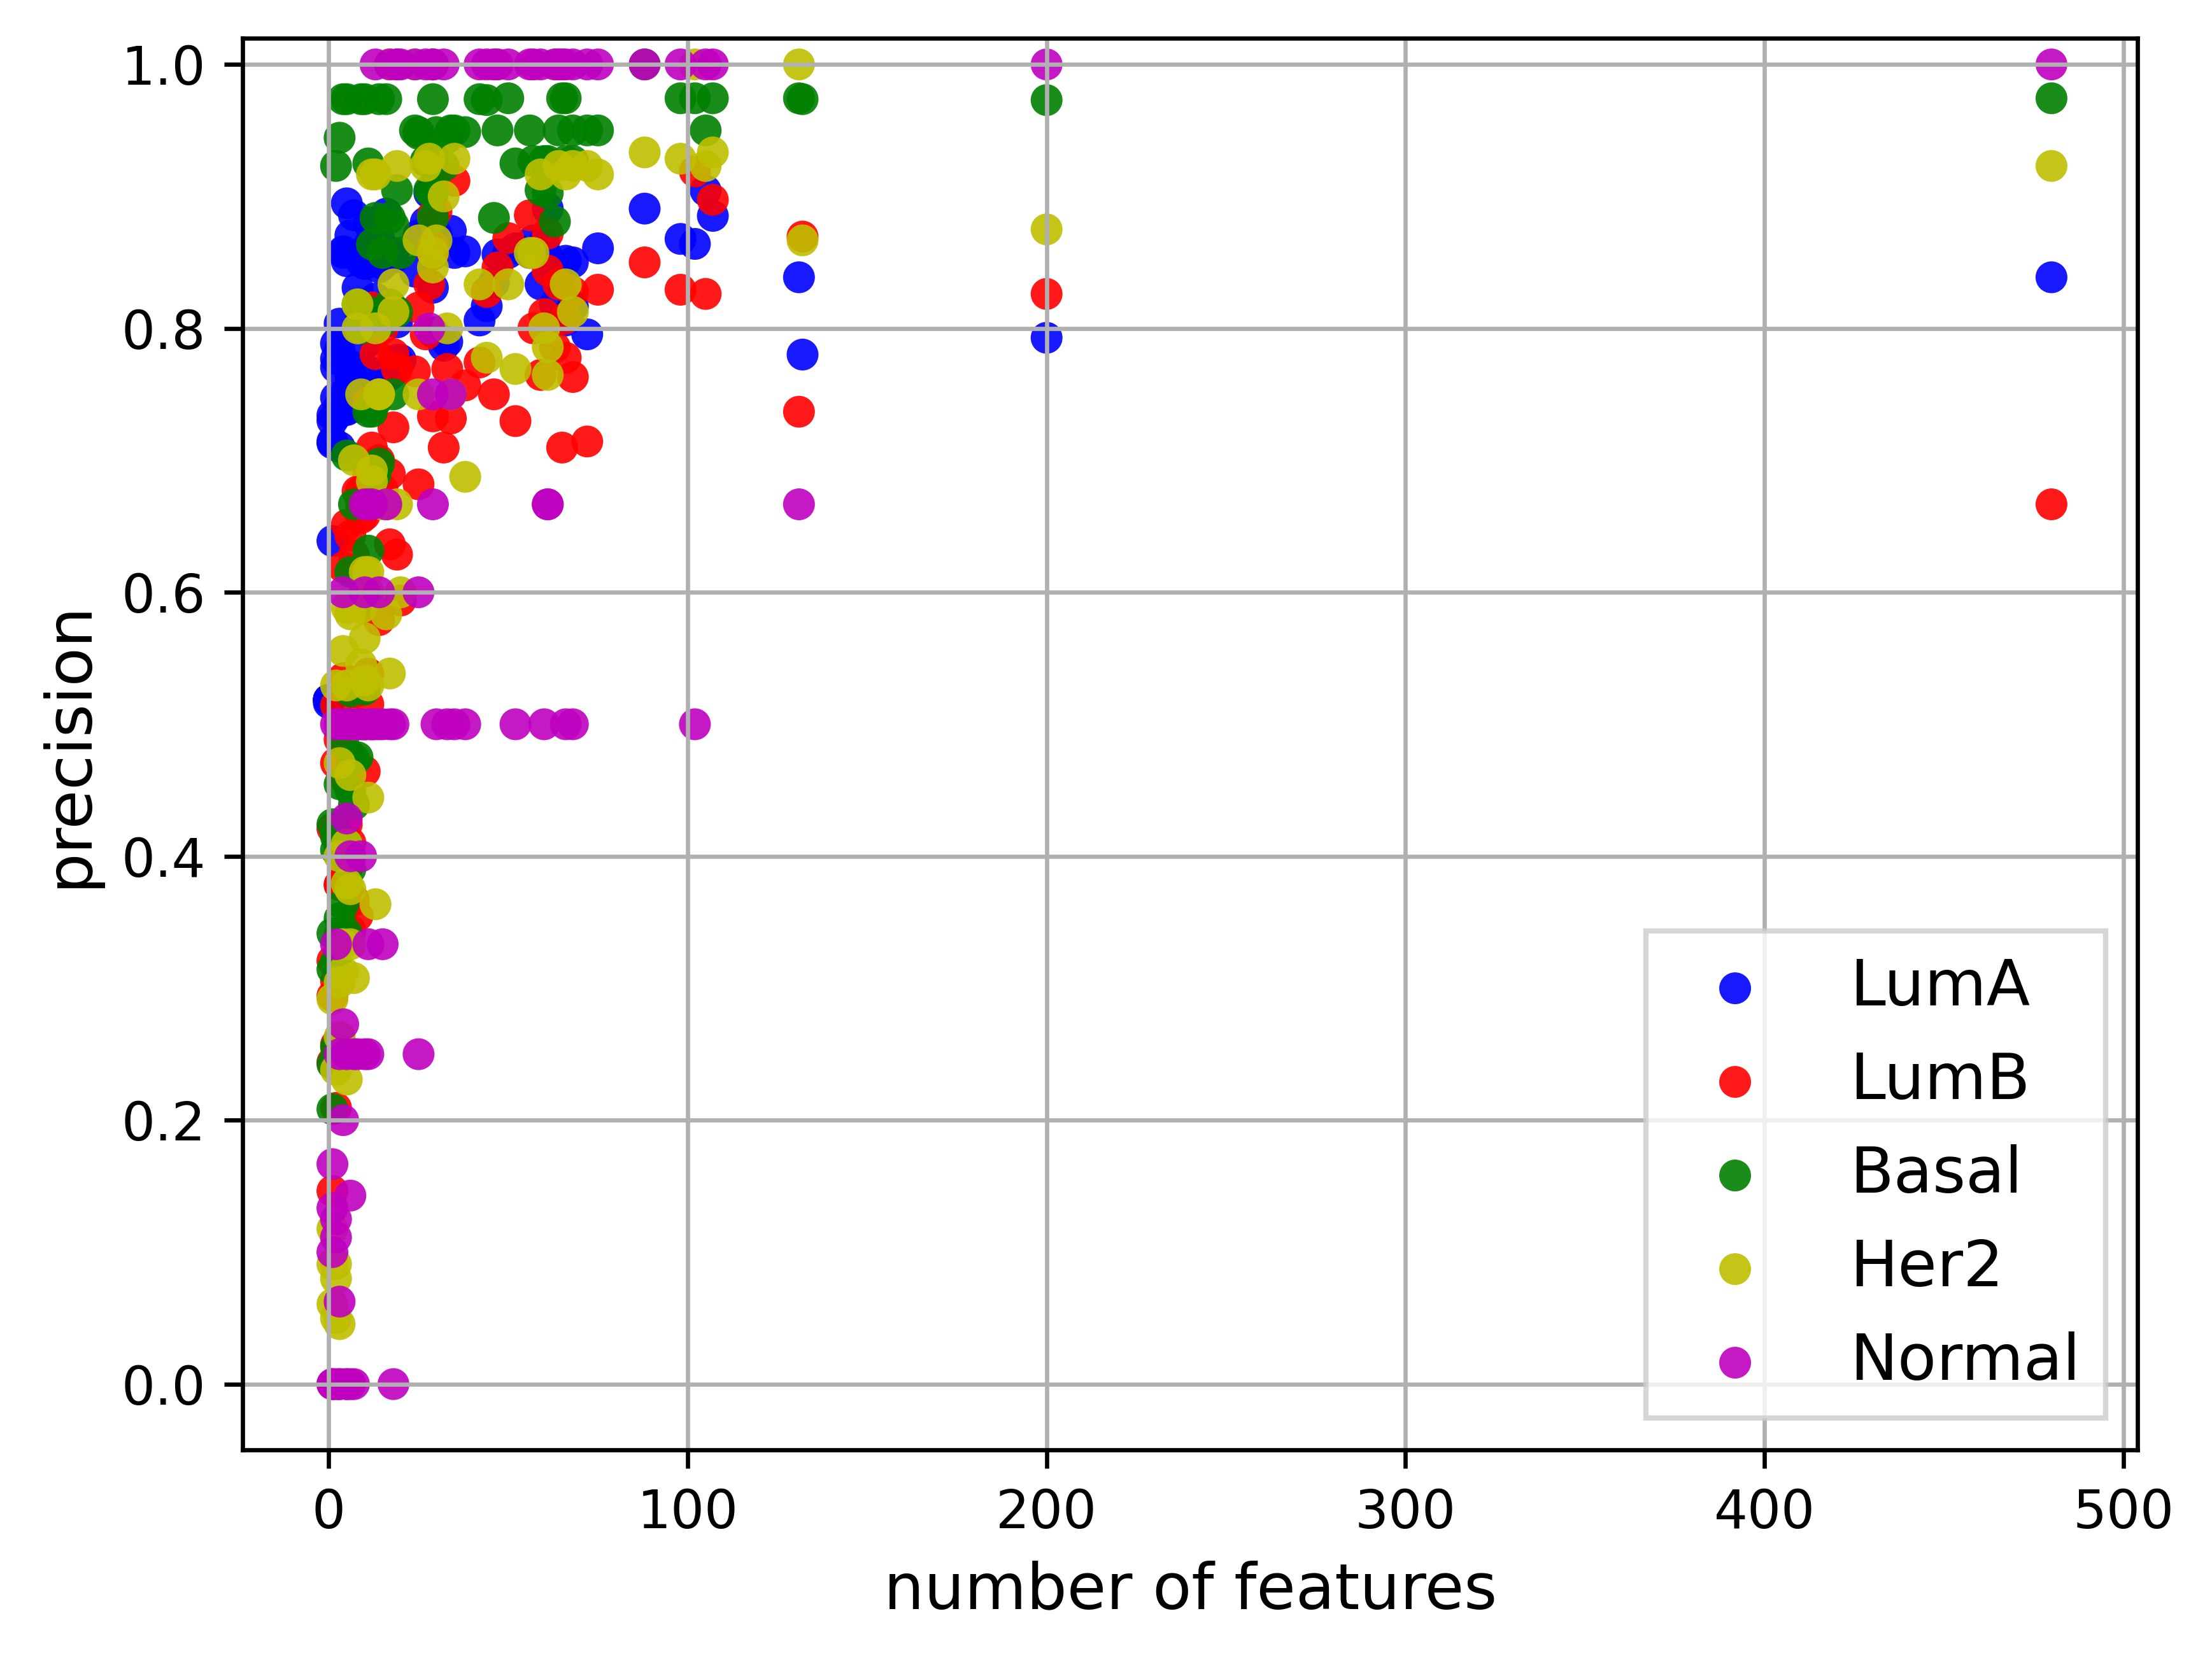 1.0
0.8
0.6
0.4
0.2
0.0
precision
0 100 200 300 400 500
number of features
LumA
LumB
Basal
Her2
Normal